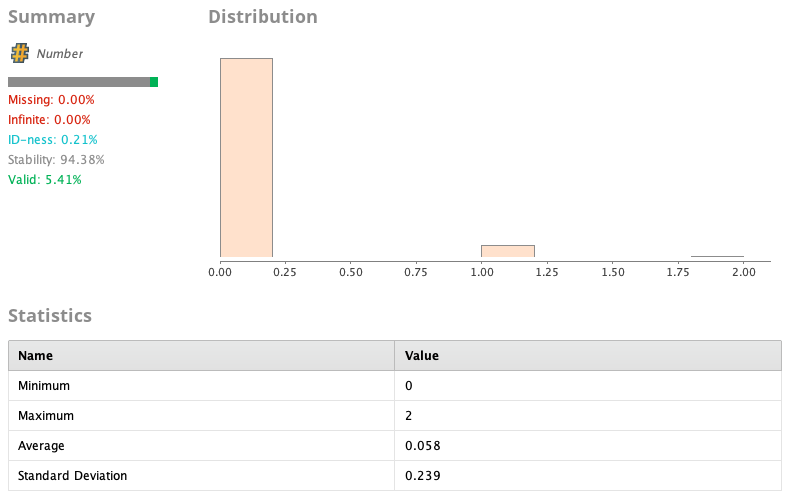 Summary
Distribution
# Number
Missing: 0.00%
Infinite: 0.00%
ID-ness: 0.21%
Stability: 94.38%
Valid: 5.41%
0.00 0.25 0.50 0.75 1.00 1.25 1.50 1.75 2.00
Statistics
Name Value
Minimum 0
Maximum 2
Average 0.058
Standard Deviation 0.239